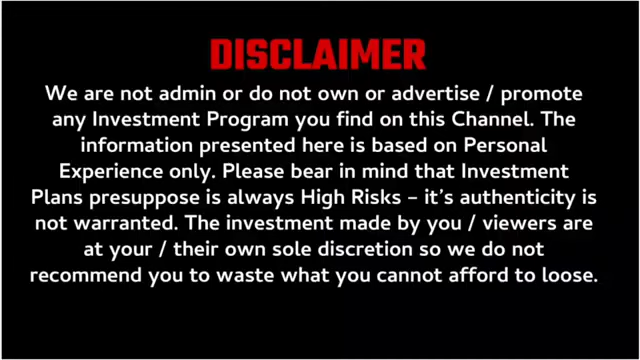 DISCLAIMER
We are not admin or do not own or advertise / promote
any Investment Program you find on this Channel. The
information presented here is based on Personal
Experience only. Please bear in mind that Investment
Plans presuppose is always High Risks – it’s authenticity is
not warranted. The investment made by you / viewers are
at your / their own sole discretion so we do not
recommend you to waste what you cannot afford to loose.